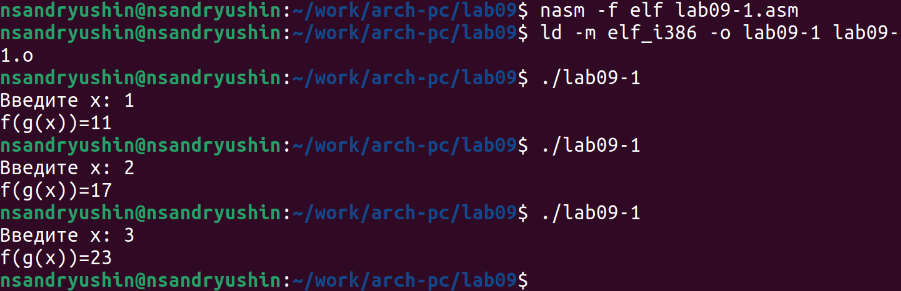 nsandryushin@nsandryushin:~/work/arch-pc/lab09$ nasm -f elf lab09-1.asm
nsandryushin@nsandryushin:~/work/arch-pc/lab09$ ld -m elf_i386 -o lab09-1 lab09-
1.o
nsandryushin@nsandryushin:~/work/arch-pc/lab09$ ./lab09-1
Введите x: 1
f(g(x))=11
nsandryushin@nsandryushin:~/work/arch-pc/lab09$ ./lab09-1
Введите x: 2
f(g(x))=17
nsandryushin@nsandryushin:~/work/arch-pc/lab09$ ./lab09-1
Введите x: 3
f(g(x))=23
nsandryushin@nsandryushin:~/work/arch-pc/lab09$